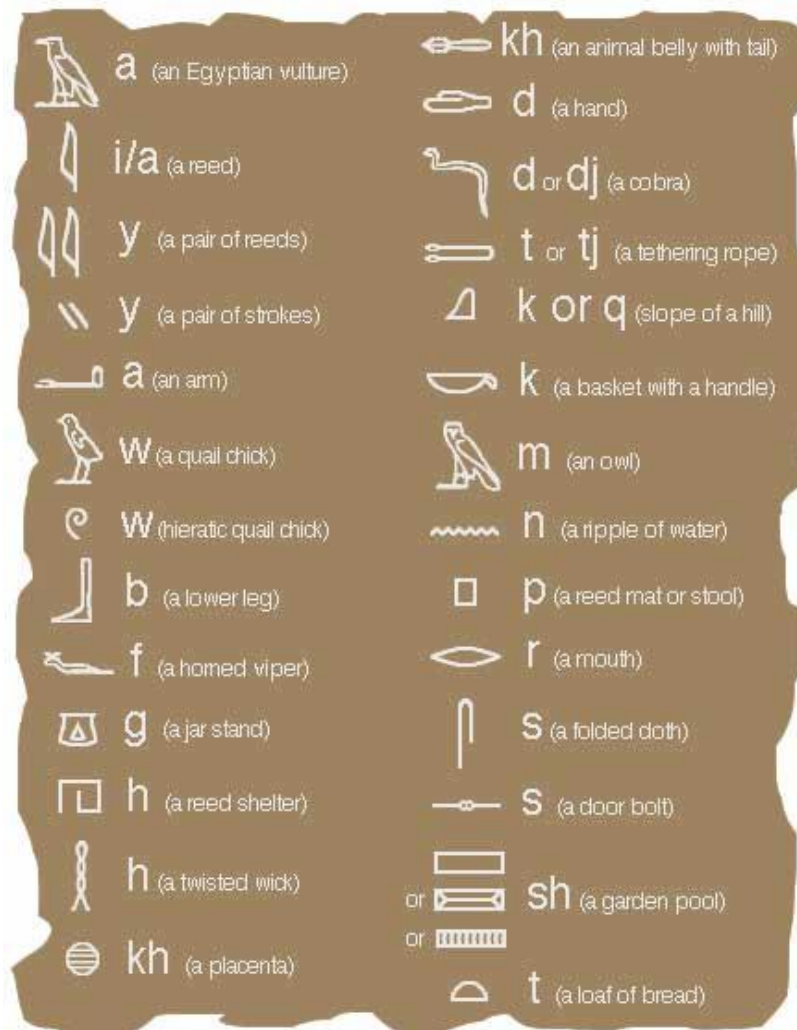 a (an Egyptian vulture)
i/a (a reed)
y (a pair of reeds)
y (a pair of strokes)
a (an arm)
w (a quail chick)
w (hieratic quail chick)
b (a lower leg)
f (a horned viper)
g (a jar stand)
h (a reed shelter)
h (a twisted wick)
kh (a placenta)
kh (an animal belly with tail)
d (a hand)
d or dj (a cobra)
t or tj (a tethering rope)
k or q (slope of a hill)
k (a basket with a handle)
m (an owl)
n (a ripple of water)
p (a reed mat or stool)
r (a mouth)
s (a folded cloth)
s (a door bolt)
or sh (a garden pool)
or
t (a loaf of bread)